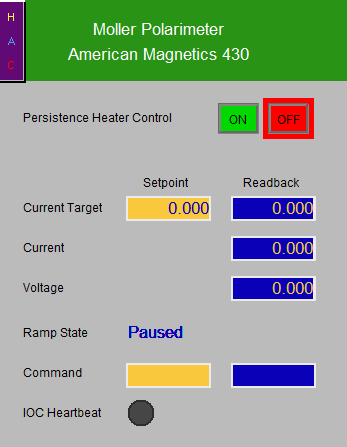 H
A
C
Moller Polarimeter
American Magnetics 430
Persistence Heater Control ON OFF
Setpoint Readback
Current Target 0.000 0.000
Current 0.000
Voltage 0.000
Ramp State Paused
Command
IOC Heartbeat